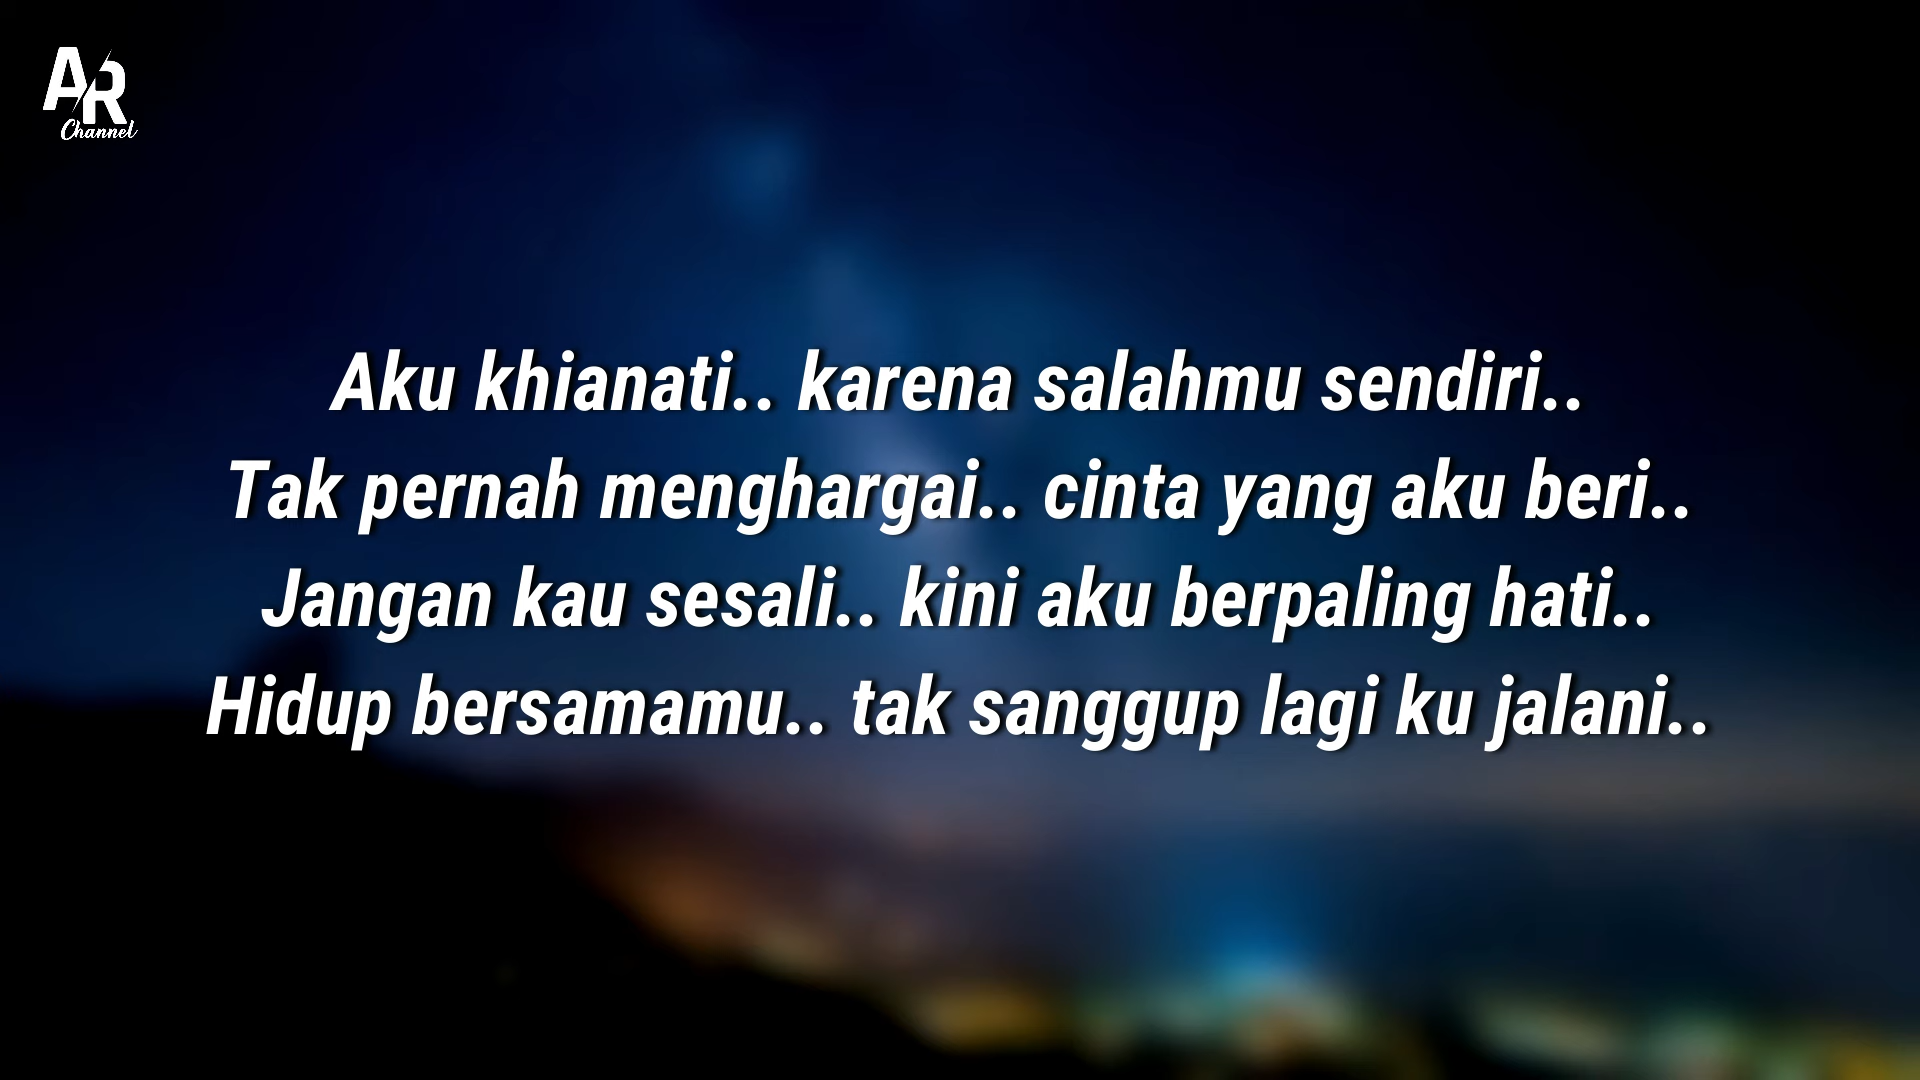 AR
Channel
Aku khianati.. karena salahmu sendiri..
Tak pernah menghargai.. cinta yang aku beri..
Jangan kau sesali.. kini aku berpaling hati..
Hidup bersamamu.. tak sanggup lagi ku jalani..